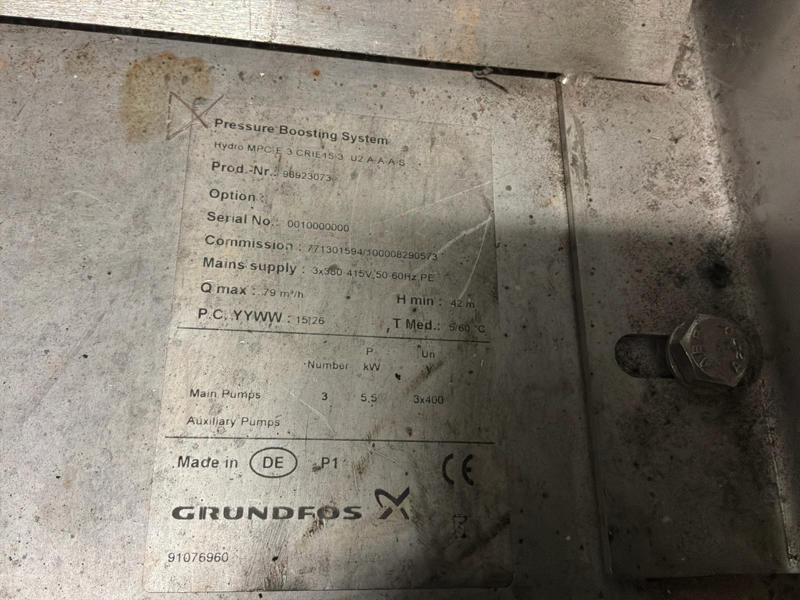 Pressure Boosting System
Hydro MPC-E 3 CRIE15-3 U2 A-A-A-S
Prod.-Nr.: 98923073
Option :
Serial No.: 0010000000
Commission : 771301594/100008290573
Mains supply : 3x380-415V,50-60Hz,PE
Q max : 79 m³/h H min : 42 m
P.C. YYWW : 1526 T Med.: 5/60 °C
P Un
Number kW V
Main Pumps 3 5,5 3x400
Auxiliary Pumps
Made in DE P1 CE
GRUNDFOS
91076960